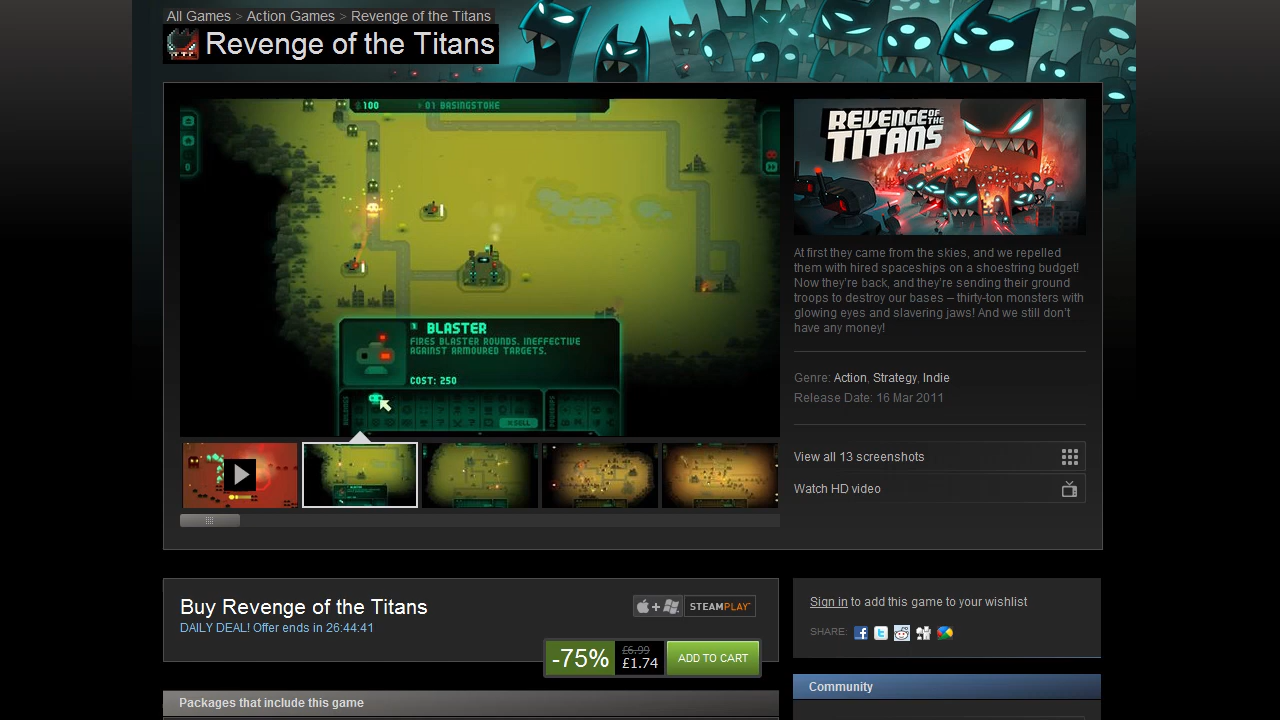 All Games > Action Games > Revenge of the Titans
Revenge of the Titans
$100
01 BASINGSTOKE
0
1 BLASTER
FIRES BLASTER ROUNDS. INEFFECTIVE
AGAINST ARMOURED TARGETS.
COST: 250
BUILDINGS
SELL
POWERUPS
REVENGE OF THE
TITANS
At first they came from the skies, and we repelled
them with hired spaceships on a shoestring budget!
Now they're back, and they're sending their ground
troops to destroy our bases – thirty-ton monsters with
glowing eyes and slavering jaws! And we still don't
have any money!
Genre: Action, Strategy, Indie
Release Date: 16 Mar 2011
View all 13 screenshots
Watch HD video
Buy Revenge of the Titans
DAILY DEAL! Offer ends in 26:44:41
+
STEAMPLAY™
-75%
£6.99
£1.74
ADD TO CART
Packages that include this game
Sign in to add this game to your wishlist
SHARE:
Community